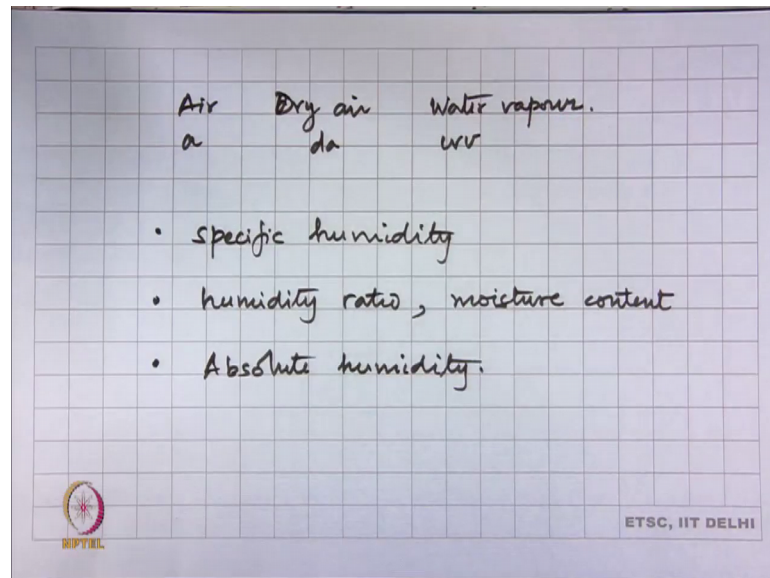 Air Dry air Water vapour.
a da wv
• specific humidity
• humidity ratio, moisture content
• Absolute humidity.
NPTEL
ETSC, IIT DELHI